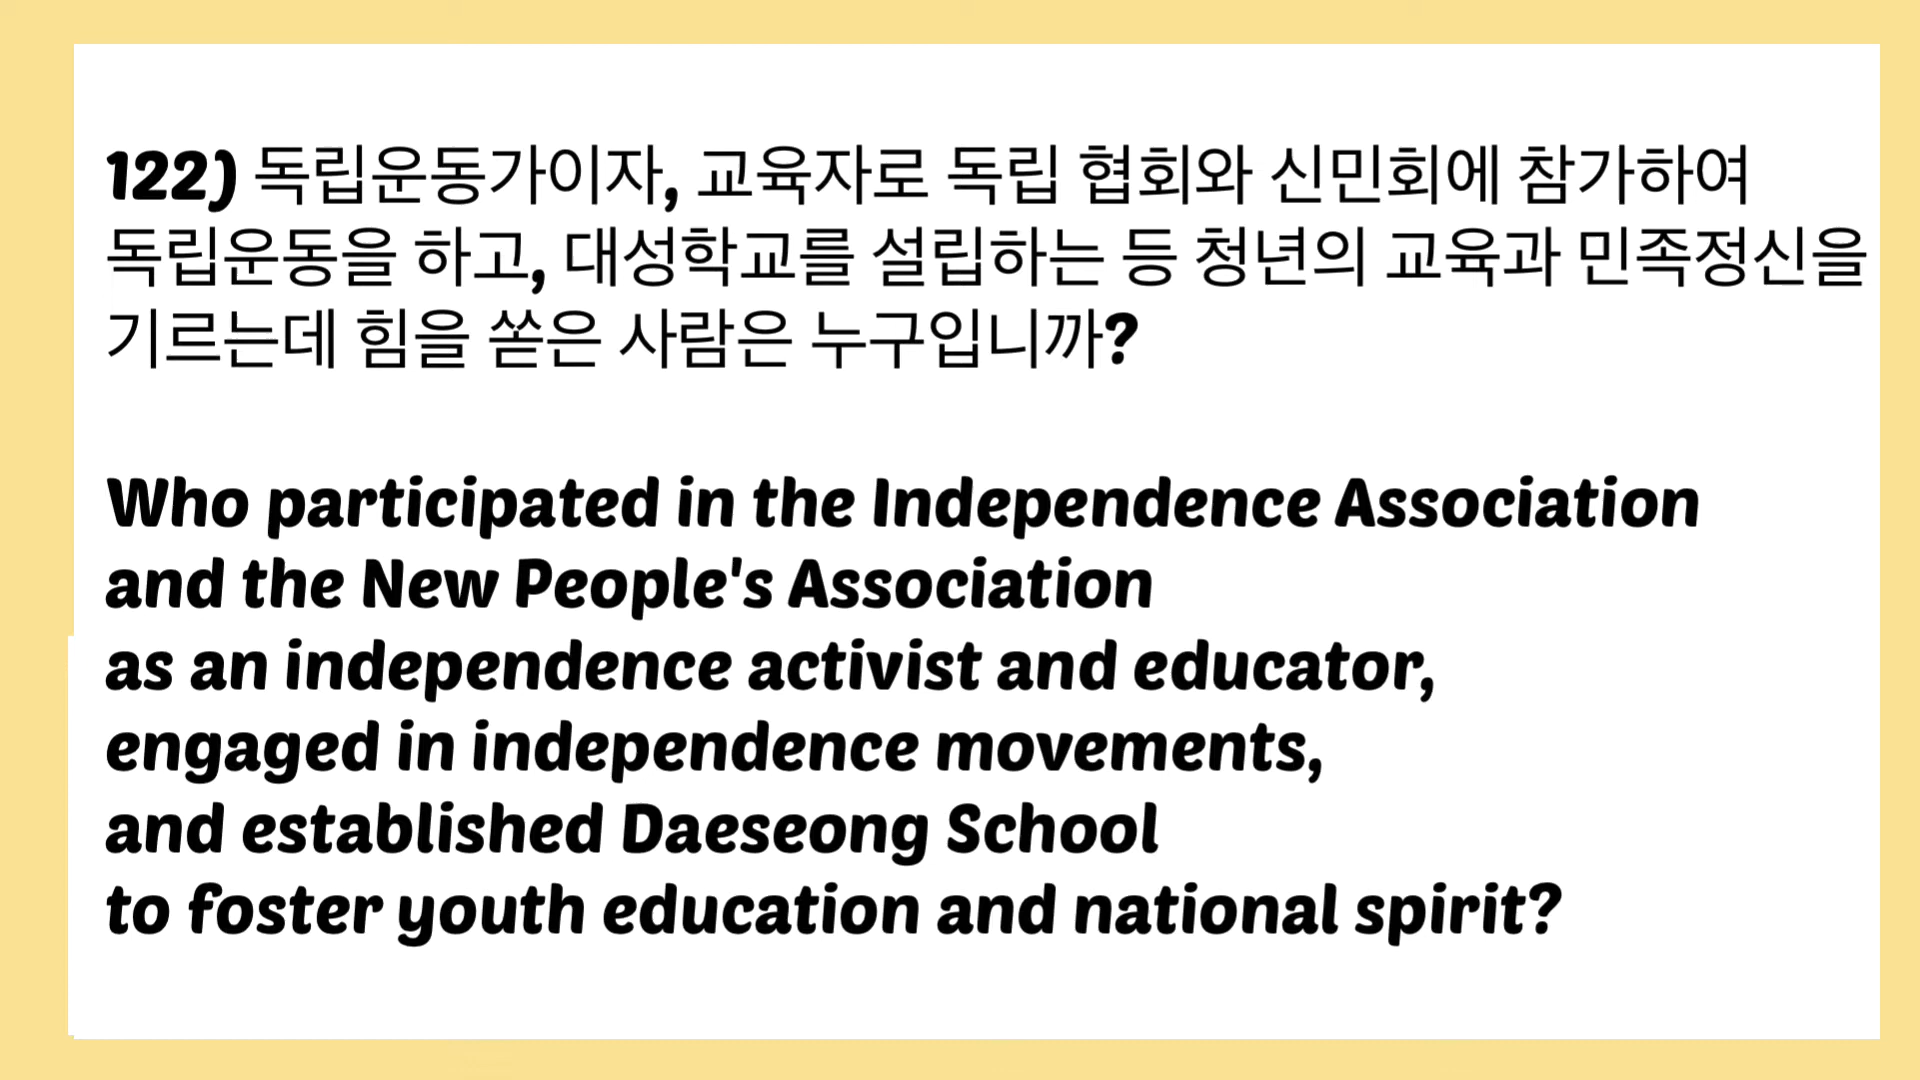 122) 독립운동가이자, 교육자로 독립 협회와 신민회에 참가하여
독립운동을 하고, 대성학교를 설립하는 등 청년의 교육과 민족정신을
기르는데 힘을 쏟은 사람은 누구입니까?
Who participated in the Independence Association
and the New People's Association
as an independence activist and educator,
engaged in independence movements,
and established Daeseong School
to foster youth education and national spirit?